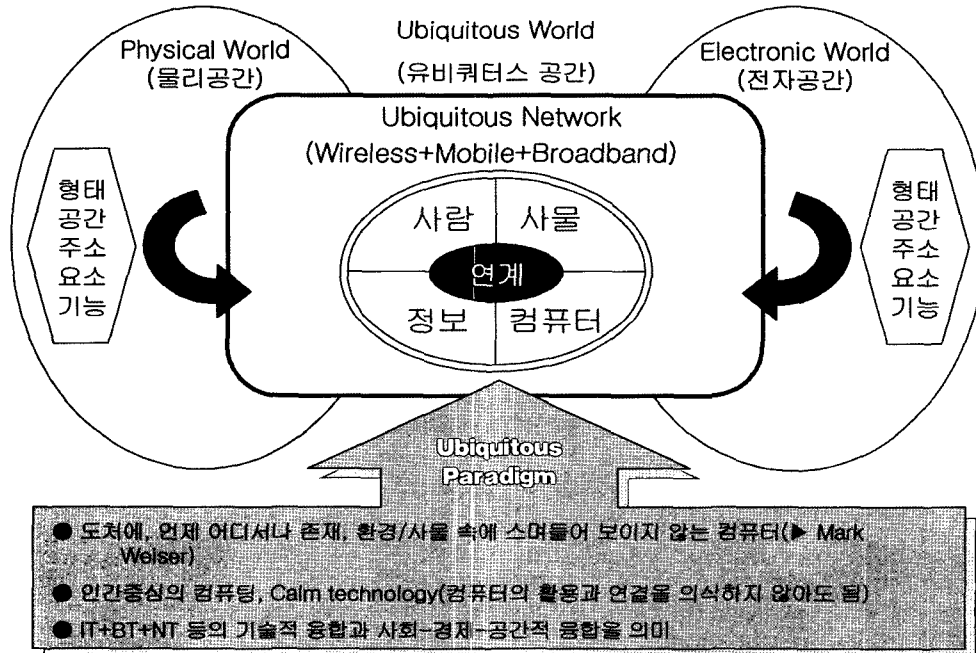 Physical World
(물리공간)
Ubiquitous World
(유비쿼터스 공간)
Electronic World
(전자공간)
Ubiquitous Network
(Wireless+Mobile+Broadband)
형태
공간
주소
요소
기능
사람
사물
연계
정보
컴퓨터
형태
공간
주소
요소
기능
Ubiquitous
Paradigm
● 도처에, 언제 어디서나 존재, 환경/사물 속에 스며들어 보이지 않는 컴퓨터(▶ Mark
Weiser)
● 인간중심의 컴퓨팅, Calm technology(컴퓨터의 활용과 연결을 의식하지 않아도 됨)
● IT+BT+NT 등의 기술적 융합과 사회-경제-공간적 융합을 의미